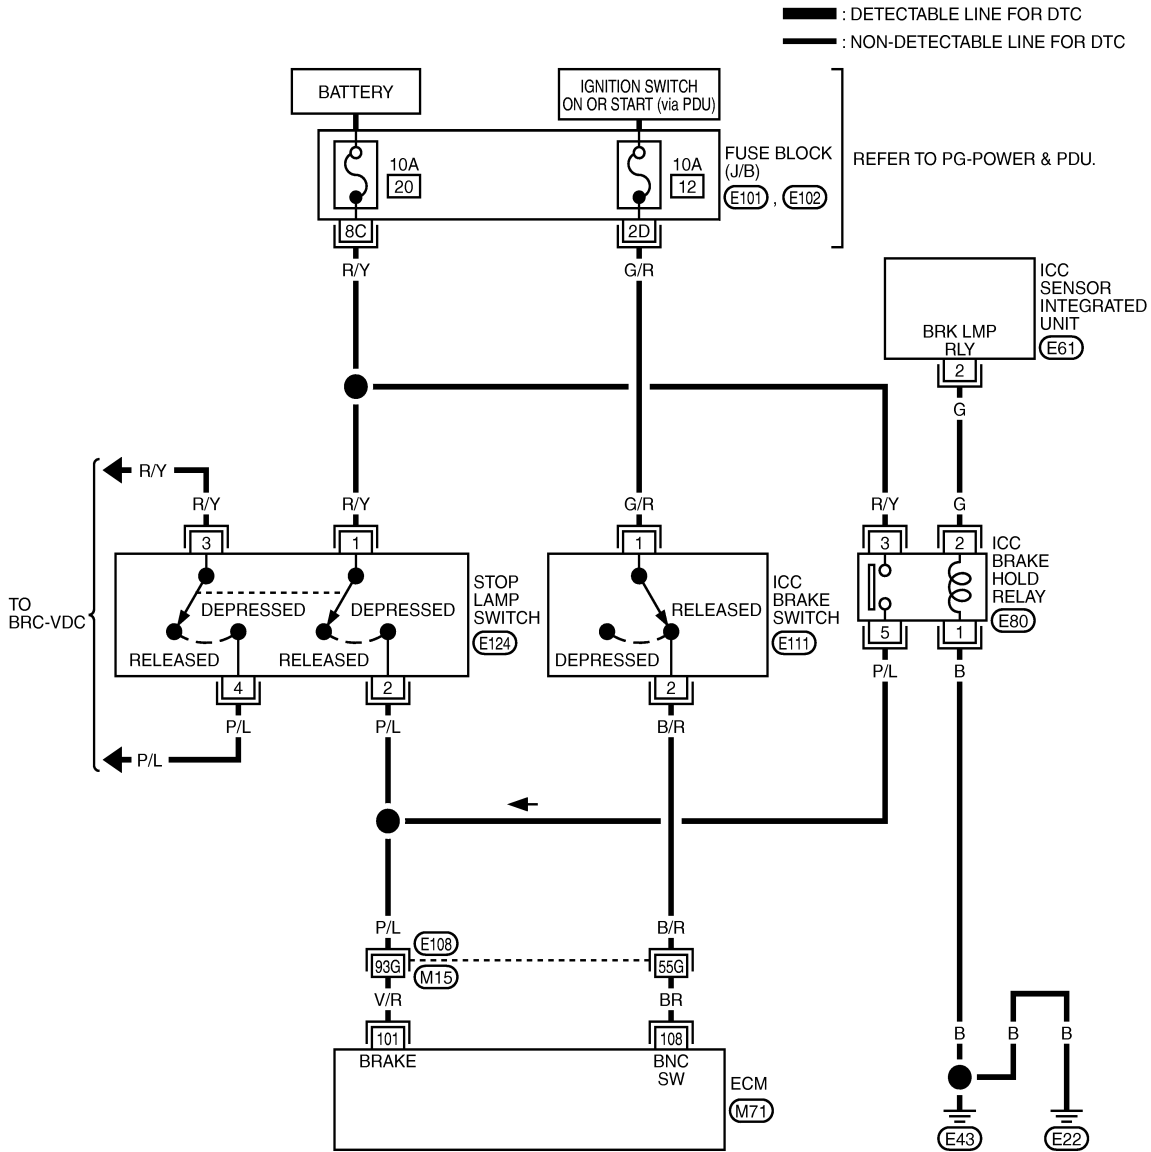 : DETECTABLE LINE FOR DTC
: NON-DETECTABLE LINE FOR DTC
BATTERY
IGNITION SWITCH
ON OR START (via PDU)
10A
20
10A
12
FUSE BLOCK
(J/B)
E101 , E102
REFER TO PG-POWER & PDU.
8C
2D
R/Y
G/R
ICC
SENSOR
INTEGRATED
UNIT
E61
BRK LMP
RLY
2
G
R/Y
R/Y
R/Y
G/R
R/Y
G
3
1
1
3
2
ICC
BRAKE
HOLD
RELAY
E80
TO
BRC-VDC
DEPRESSED
DEPRESSED
RELEASED
RELEASED
STOP
LAMP
SWITCH
E124
RELEASED
DEPRESSED
ICC
BRAKE
SWITCH
E111
5
1
4
2
2
P/L
B
P/L
P/L
B/R
P/L
P/L
B/R
E108
93G
55G
M15
V/R
BR
101
108
BRAKE
BNC
SW
ECM
M71
B
B
B
E43
E22